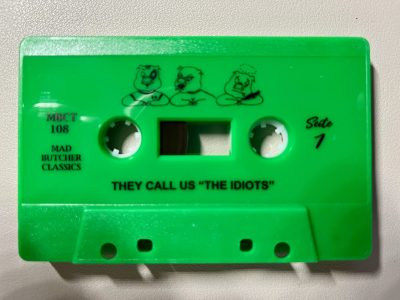 MBCT
108
MAD
BUTCHER
CLASSICS
Seite
1
THEY CALL US "THE IDIOTS"